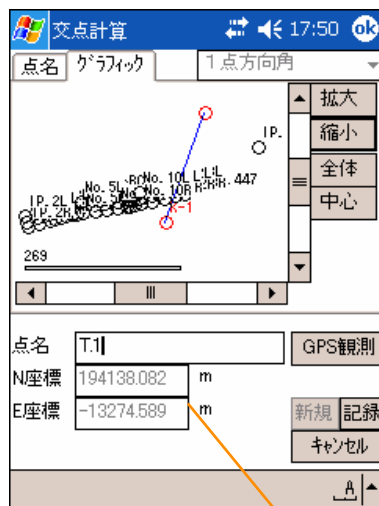 交点計算 17:50 ok
点名 グラフィック 1点方向角
拡大
縮小
全体
中心
IP.
447
K-1
269
点名 T.1 GPS観測
N座標 194138.082 m
E座標 -13274.589 m
新規 記録
キャンセル
A